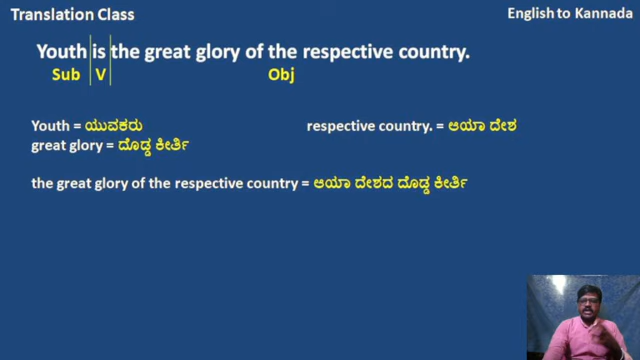 Translation Class
English to Kannada
Youth is the great glory of the respective country.
Sub V Obj
Youth = ಯುವಕರು
respective country. = ಆಯಾ ದೇಶ
great glory = ದೊಡ್ಡ ಕೀರ್ತಿ
the great glory of the respective country = ಆಯಾ ದೇಶದ ದೊಡ್ಡ ಕೀರ್ತಿ